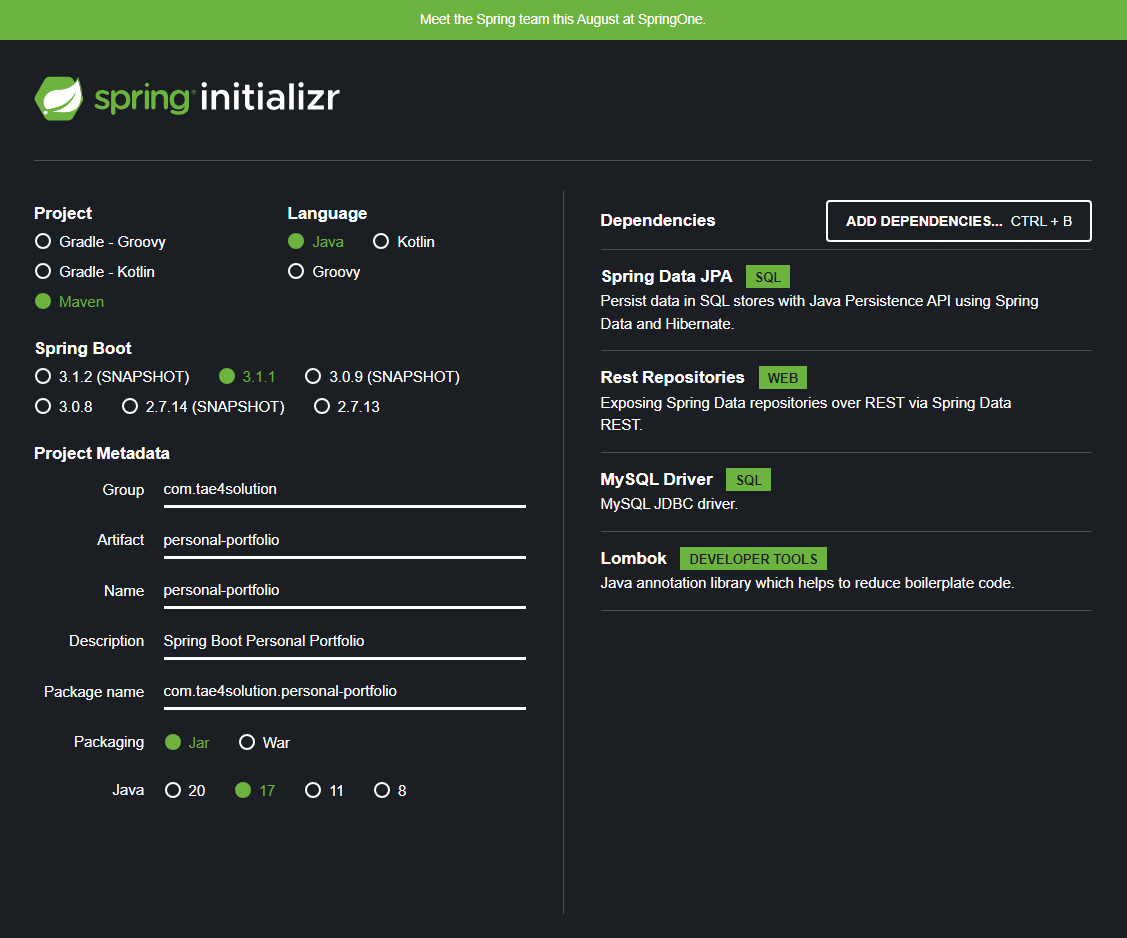 Meet the Spring team this August at SpringOne.
spring initializr
Project
Gradle - Groovy
Gradle - Kotlin
Maven
Language
Java Kotlin
Groovy
Spring Boot
3.1.2 (SNAPSHOT) 3.1.1 3.0.9 (SNAPSHOT)
3.0.8 2.7.14 (SNAPSHOT) 2.7.13
Project Metadata
Group com.tae4solution
Artifact personal-portfolio
Name personal-portfolio
Description Spring Boot Personal Portfolio
Package name com.tae4solution.personal-portfolio
Packaging Jar War
Java 20 17 11 8
Dependencies ADD DEPENDENCIES... CTRL + B
Spring Data JPA SQL
Persist data in SQL stores with Java Persistence API using Spring
Data and Hibernate.
Rest Repositories WEB
Exposing Spring Data repositories over REST via Spring Data
REST.
MySQL Driver SQL
MySQL JDBC driver.
Lombok DEVELOPER TOOLS
Java annotation library which helps to reduce boilerplate code.